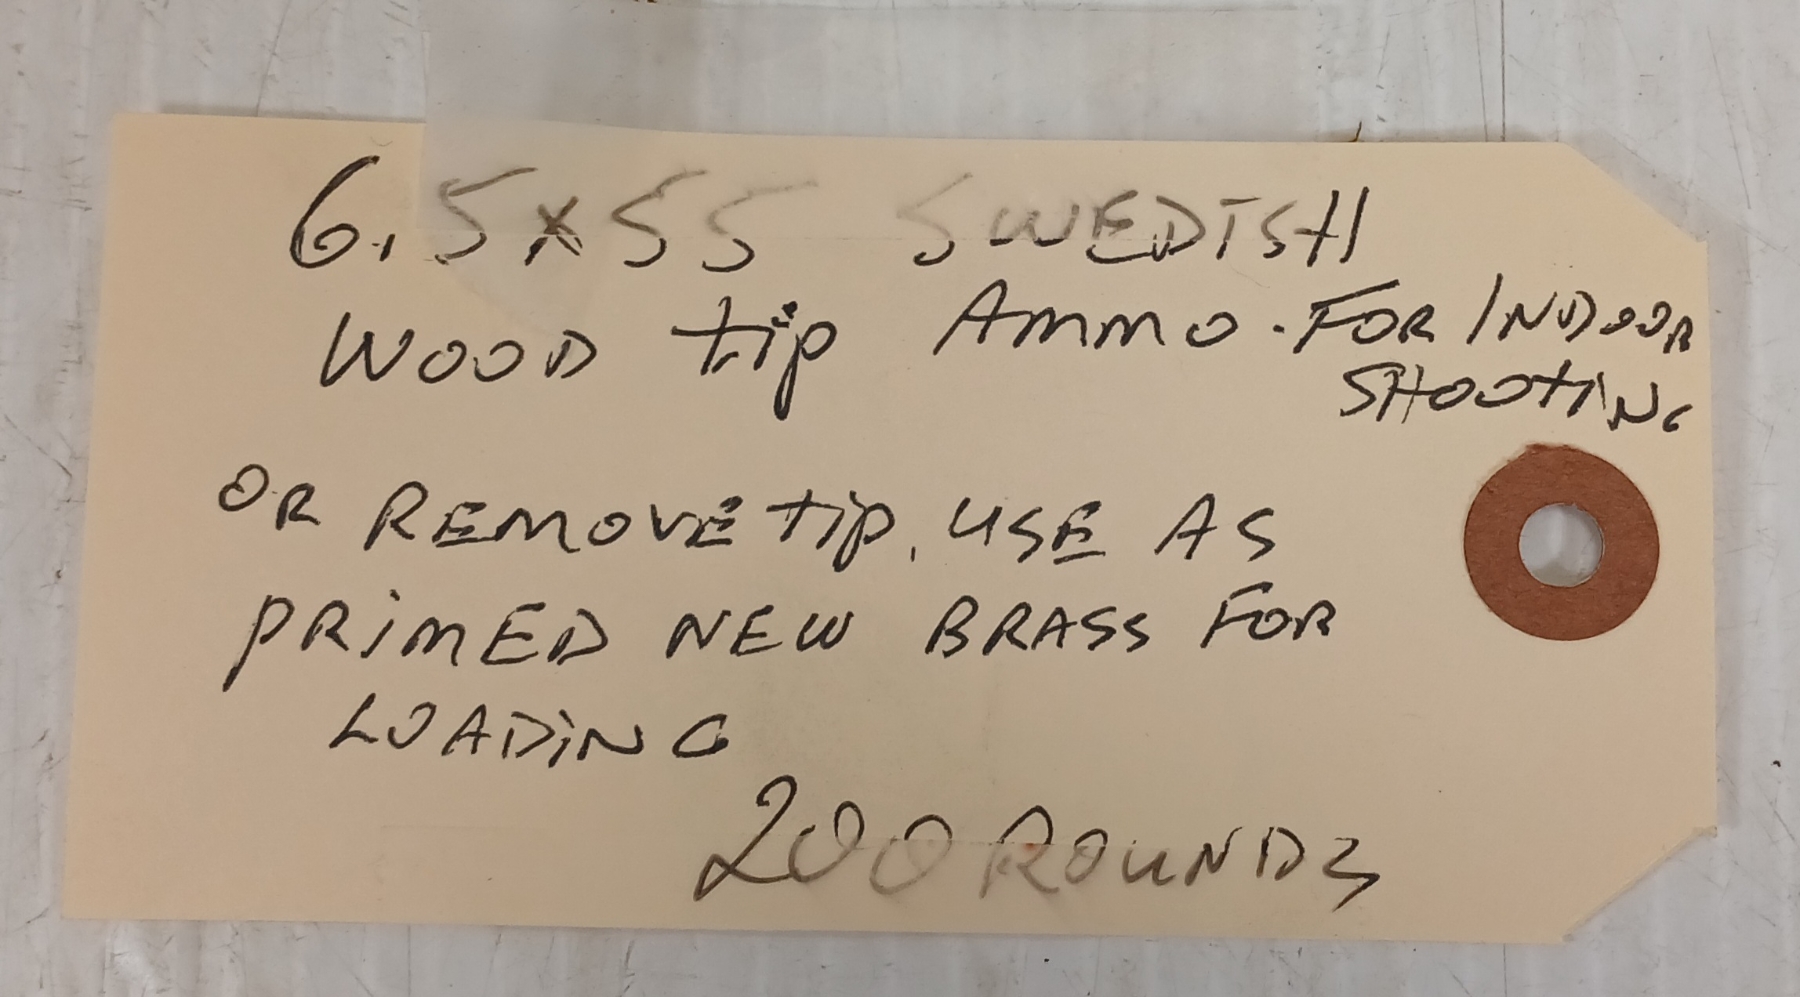 6.5x55 SWEDISH
WOOD tip AMMO. FOR INDOOR
SHOOTING
OR REMOVE tip, USE AS
PRIMED NEW BRASS FOR
LOADING
200 ROUNDS